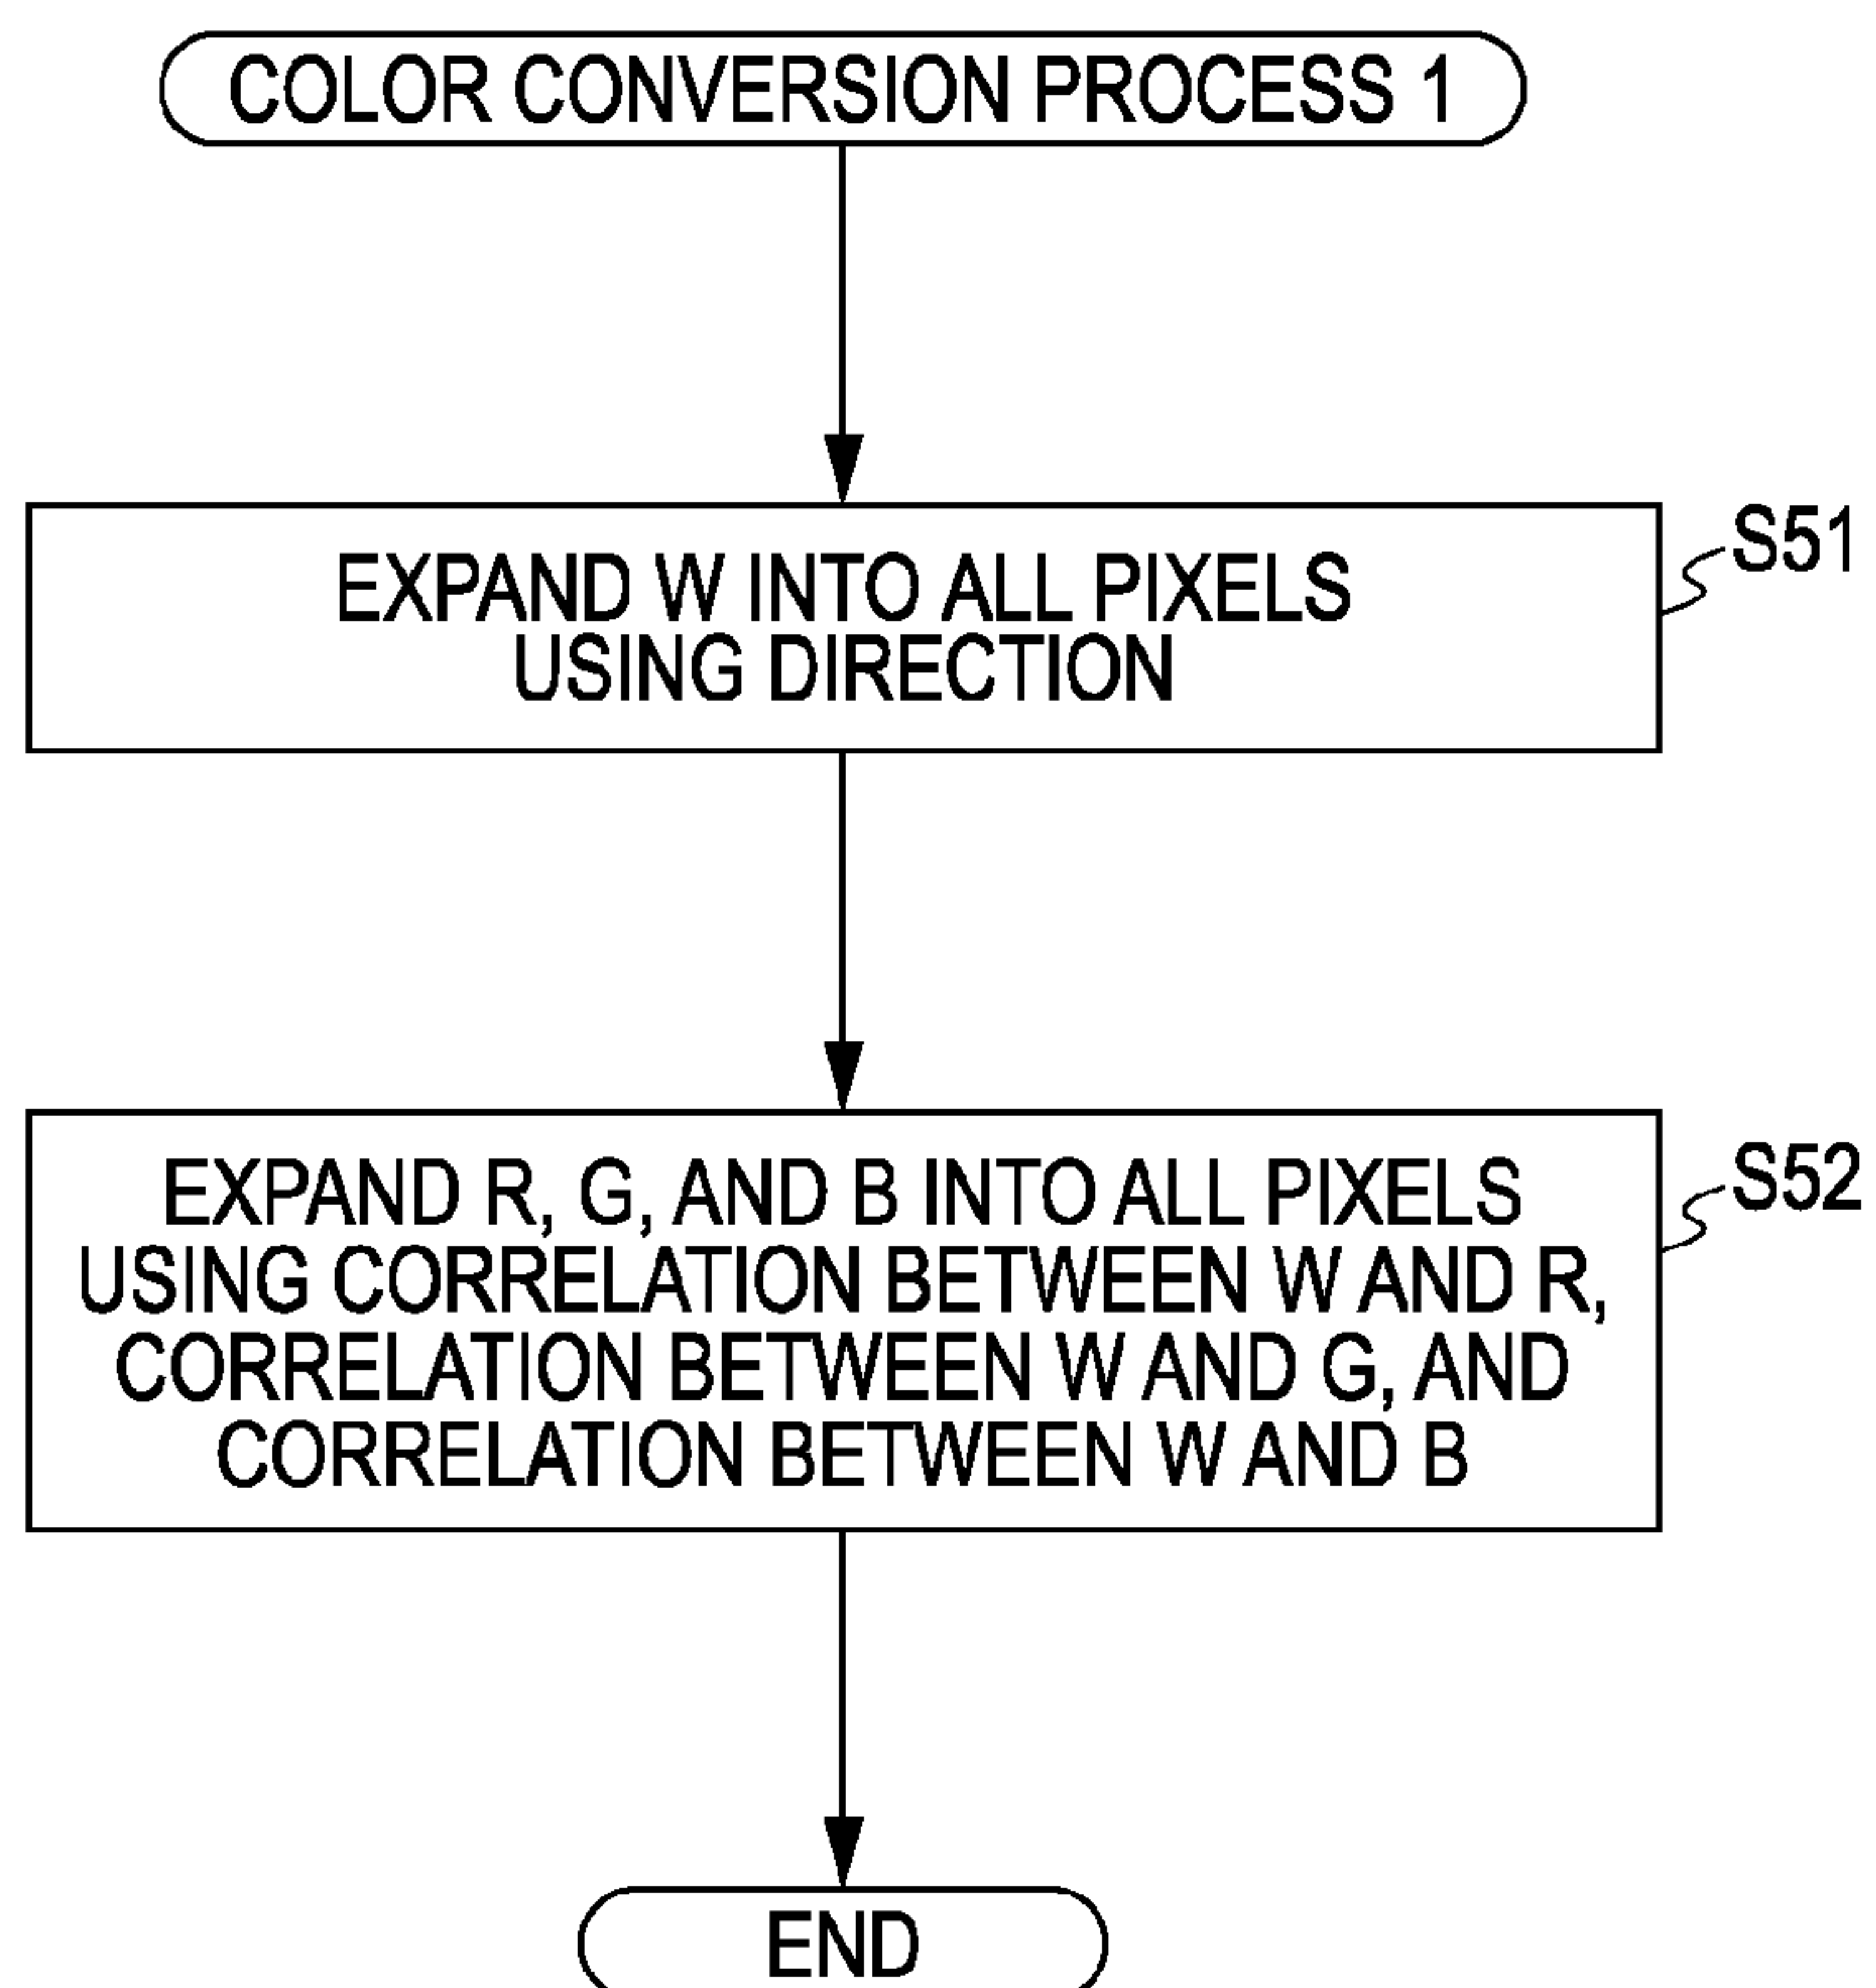 COLOR CONVERSION PROCESS 1
EXPAND W INTO ALL PIXELS
USING DIRECTION
S51
EXPAND R, G, AND B INTO ALL PIXELS
USING CORRELATION BETWEEN W AND R,
CORRELATION BETWEEN W AND G, AND
CORRELATION BETWEEN W AND B
S52
END